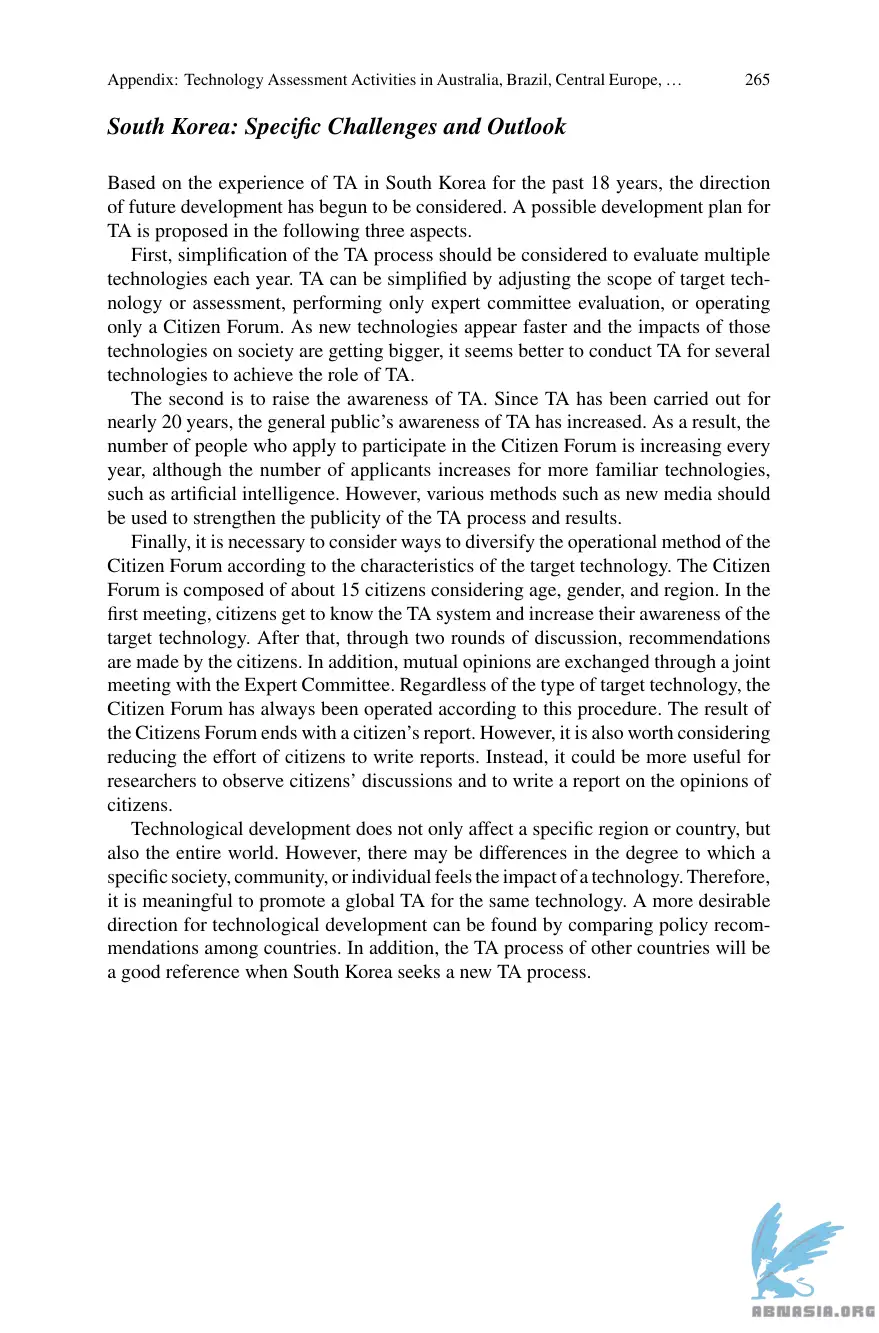 Appendix: Technology Assessment Activities in Australia, Brazil, Central Europe, … 265
South Korea: Specific Challenges and Outlook
Based on the experience of TA in South Korea for the past 18 years, the direction
of future development has begun to be considered. A possible development plan for
TA is proposed in the following three aspects.
First, simplification of the TA process should be considered to evaluate multiple
technologies each year. TA can be simplified by adjusting the scope of target tech-
nology or assessment, performing only expert committee evaluation, or operating
only a Citizen Forum. As new technologies appear faster and the impacts of those
technologies on society are getting bigger, it seems better to conduct TA for several
technologies to achieve the role of TA.
The second is to raise the awareness of TA. Since TA has been carried out for
nearly 20 years, the general public’s awareness of TA has increased. As a result, the
number of people who apply to participate in the Citizen Forum is increasing every
year, although the number of applicants increases for more familiar technologies,
such as artificial intelligence. However, various methods such as new media should
be used to strengthen the publicity of the TA process and results.
Finally, it is necessary to consider ways to diversify the operational method of the
Citizen Forum according to the characteristics of the target technology. The Citizen
Forum is composed of about 15 citizens considering age, gender, and region. In the
first meeting, citizens get to know the TA system and increase their awareness of the
target technology. After that, through two rounds of discussion, recommendations
are made by the citizens. In addition, mutual opinions are exchanged through a joint
meeting with the Expert Committee. Regardless of the type of target technology, the
Citizen Forum has always been operated according to this procedure. The result of
the Citizens Forum ends with a citizen’s report. However, it is also worth considering
reducing the effort of citizens to write reports. Instead, it could be more useful for
researchers to observe citizens’ discussions and to write a report on the opinions of
citizens.
Technological development does not only affect a specific region or country, but
also the entire world. However, there may be differences in the degree to which a
specific society, community, or individual feels the impact of a technology. Therefore,
it is meaningful to promote a global TA for the same technology. A more desirable
direction for technological development can be found by comparing policy recom-
mendations among countries. In addition, the TA process of other countries will be
a good reference when South Korea seeks a new TA process.
ABNASIA.ORG